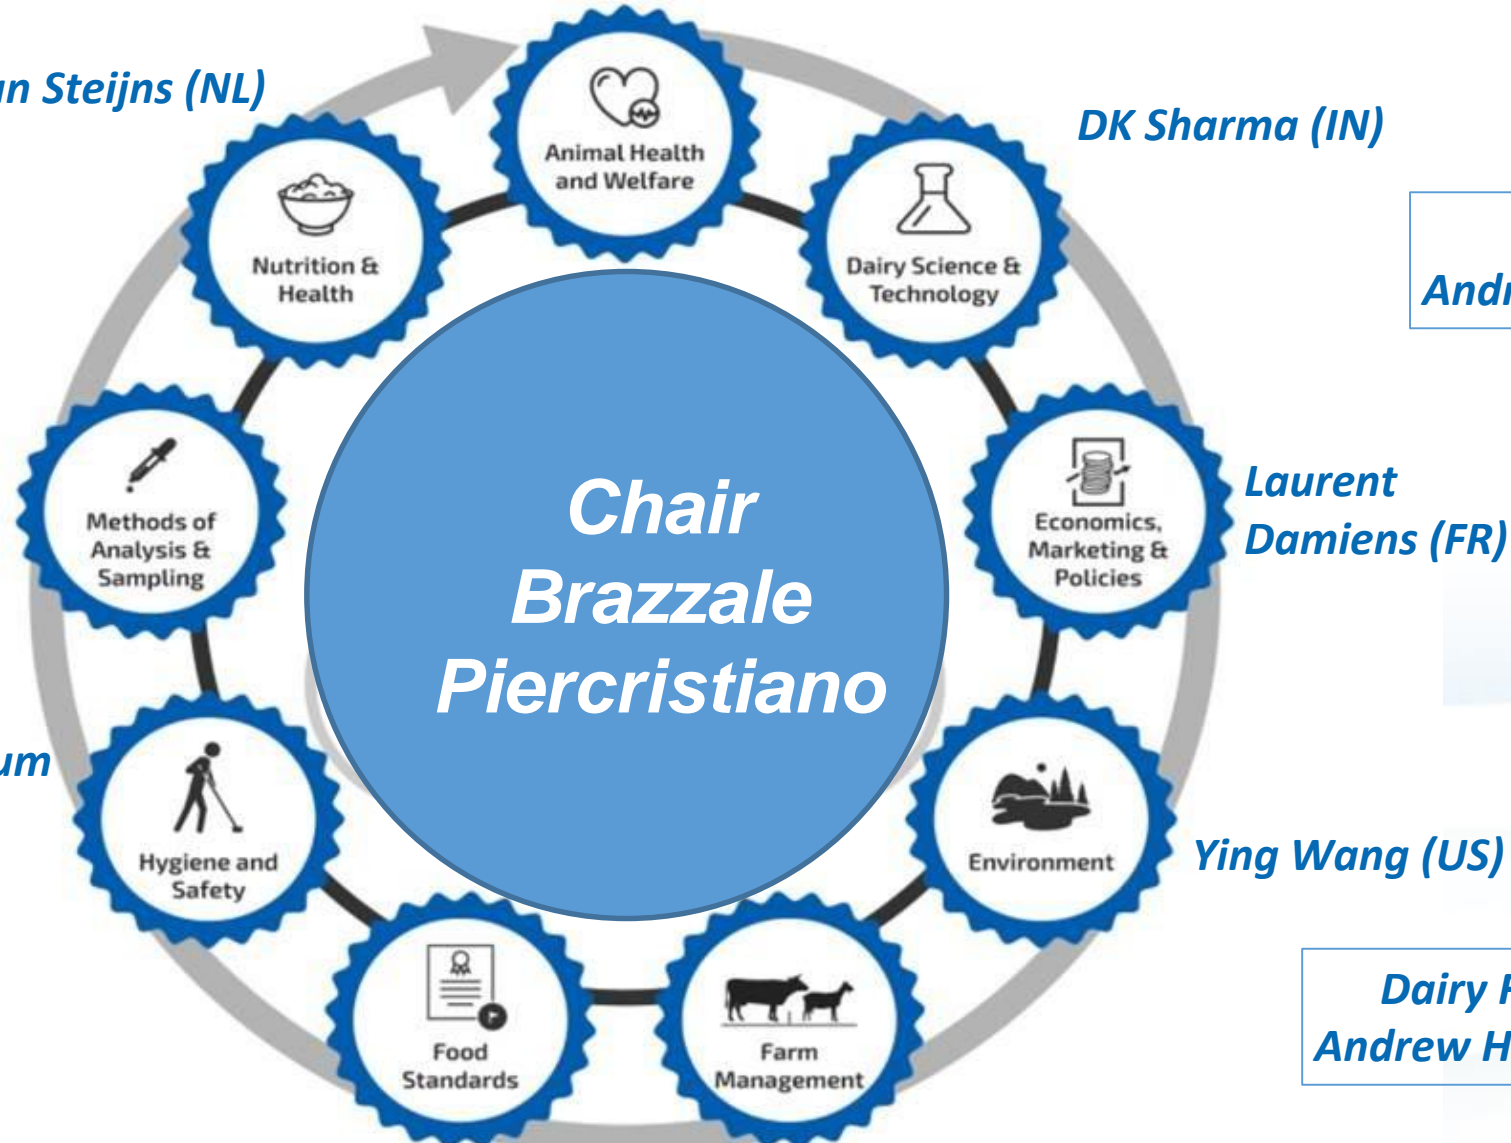 Steijns (NL)
DK Sharma (IN)
Animal Health
and Welfare
Nutrition &
Health
Dairy Science &
Technology
Methods of
Analysis &
Sampling
Chair
Brazzale
Piercristiano
Economics,
Marketing &
Policies
Laurent
Damiens (FR)
Hygiene and
Safety
Environment
Ying Wang (US)
Food
Standards
Farm
Management
Dairy
Andrew